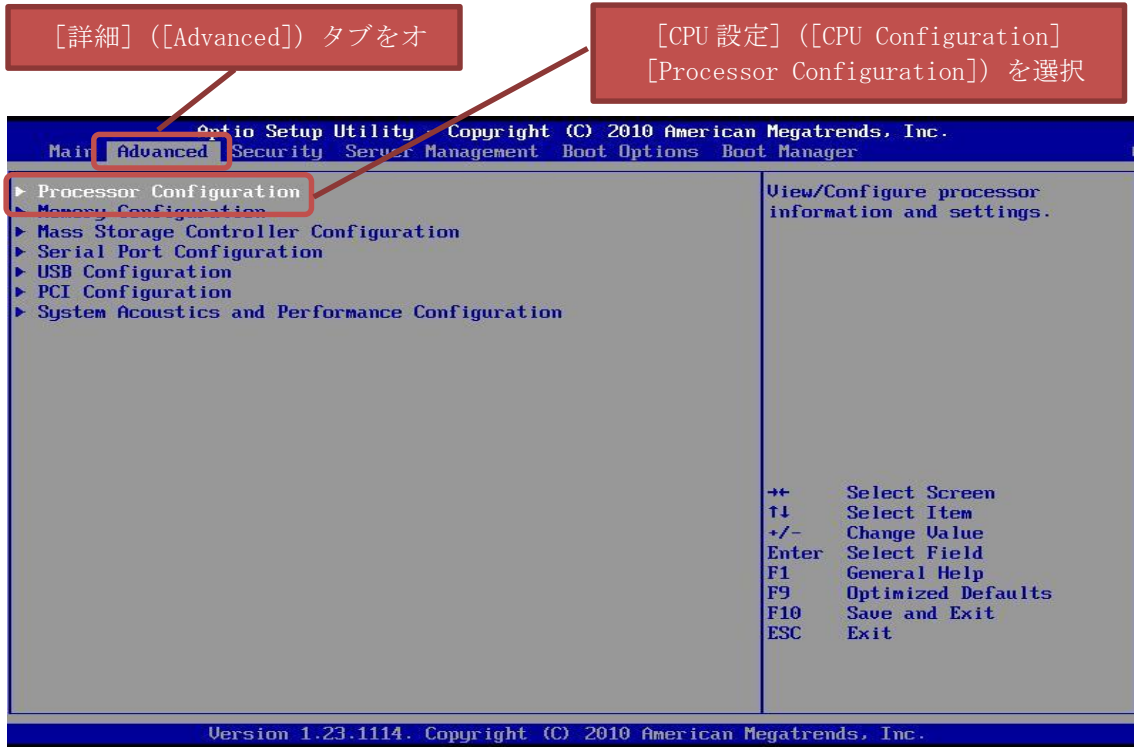 [詳細] ([Advanced]) タブをオ
[CPU 設定] ([CPU Configuration]
[Processor Configuration]) を選択
Aptio Setup Utility - Copyright (C) 2010 American Megatrends, Inc.
Main Advanced Security Server Management Boot Options Boot Manager
▶ Processor Configuration
▶ Memory Configuration
▶ Mass Storage Controller Configuration
▶ Serial Port Configuration
▶ USB Configuration
▶ PCI Configuration
▶ System Acoustics and Performance Configuration
View/Configure processor
information and settings.
→← Select Screen
↑↓ Select Item
+/- Change Value
Enter Select Field
F1 General Help
F9 Optimized Defaults
F10 Save and Exit
ESC Exit
Version 1.23.1114. Copyright (C) 2010 American Megatrends, Inc.